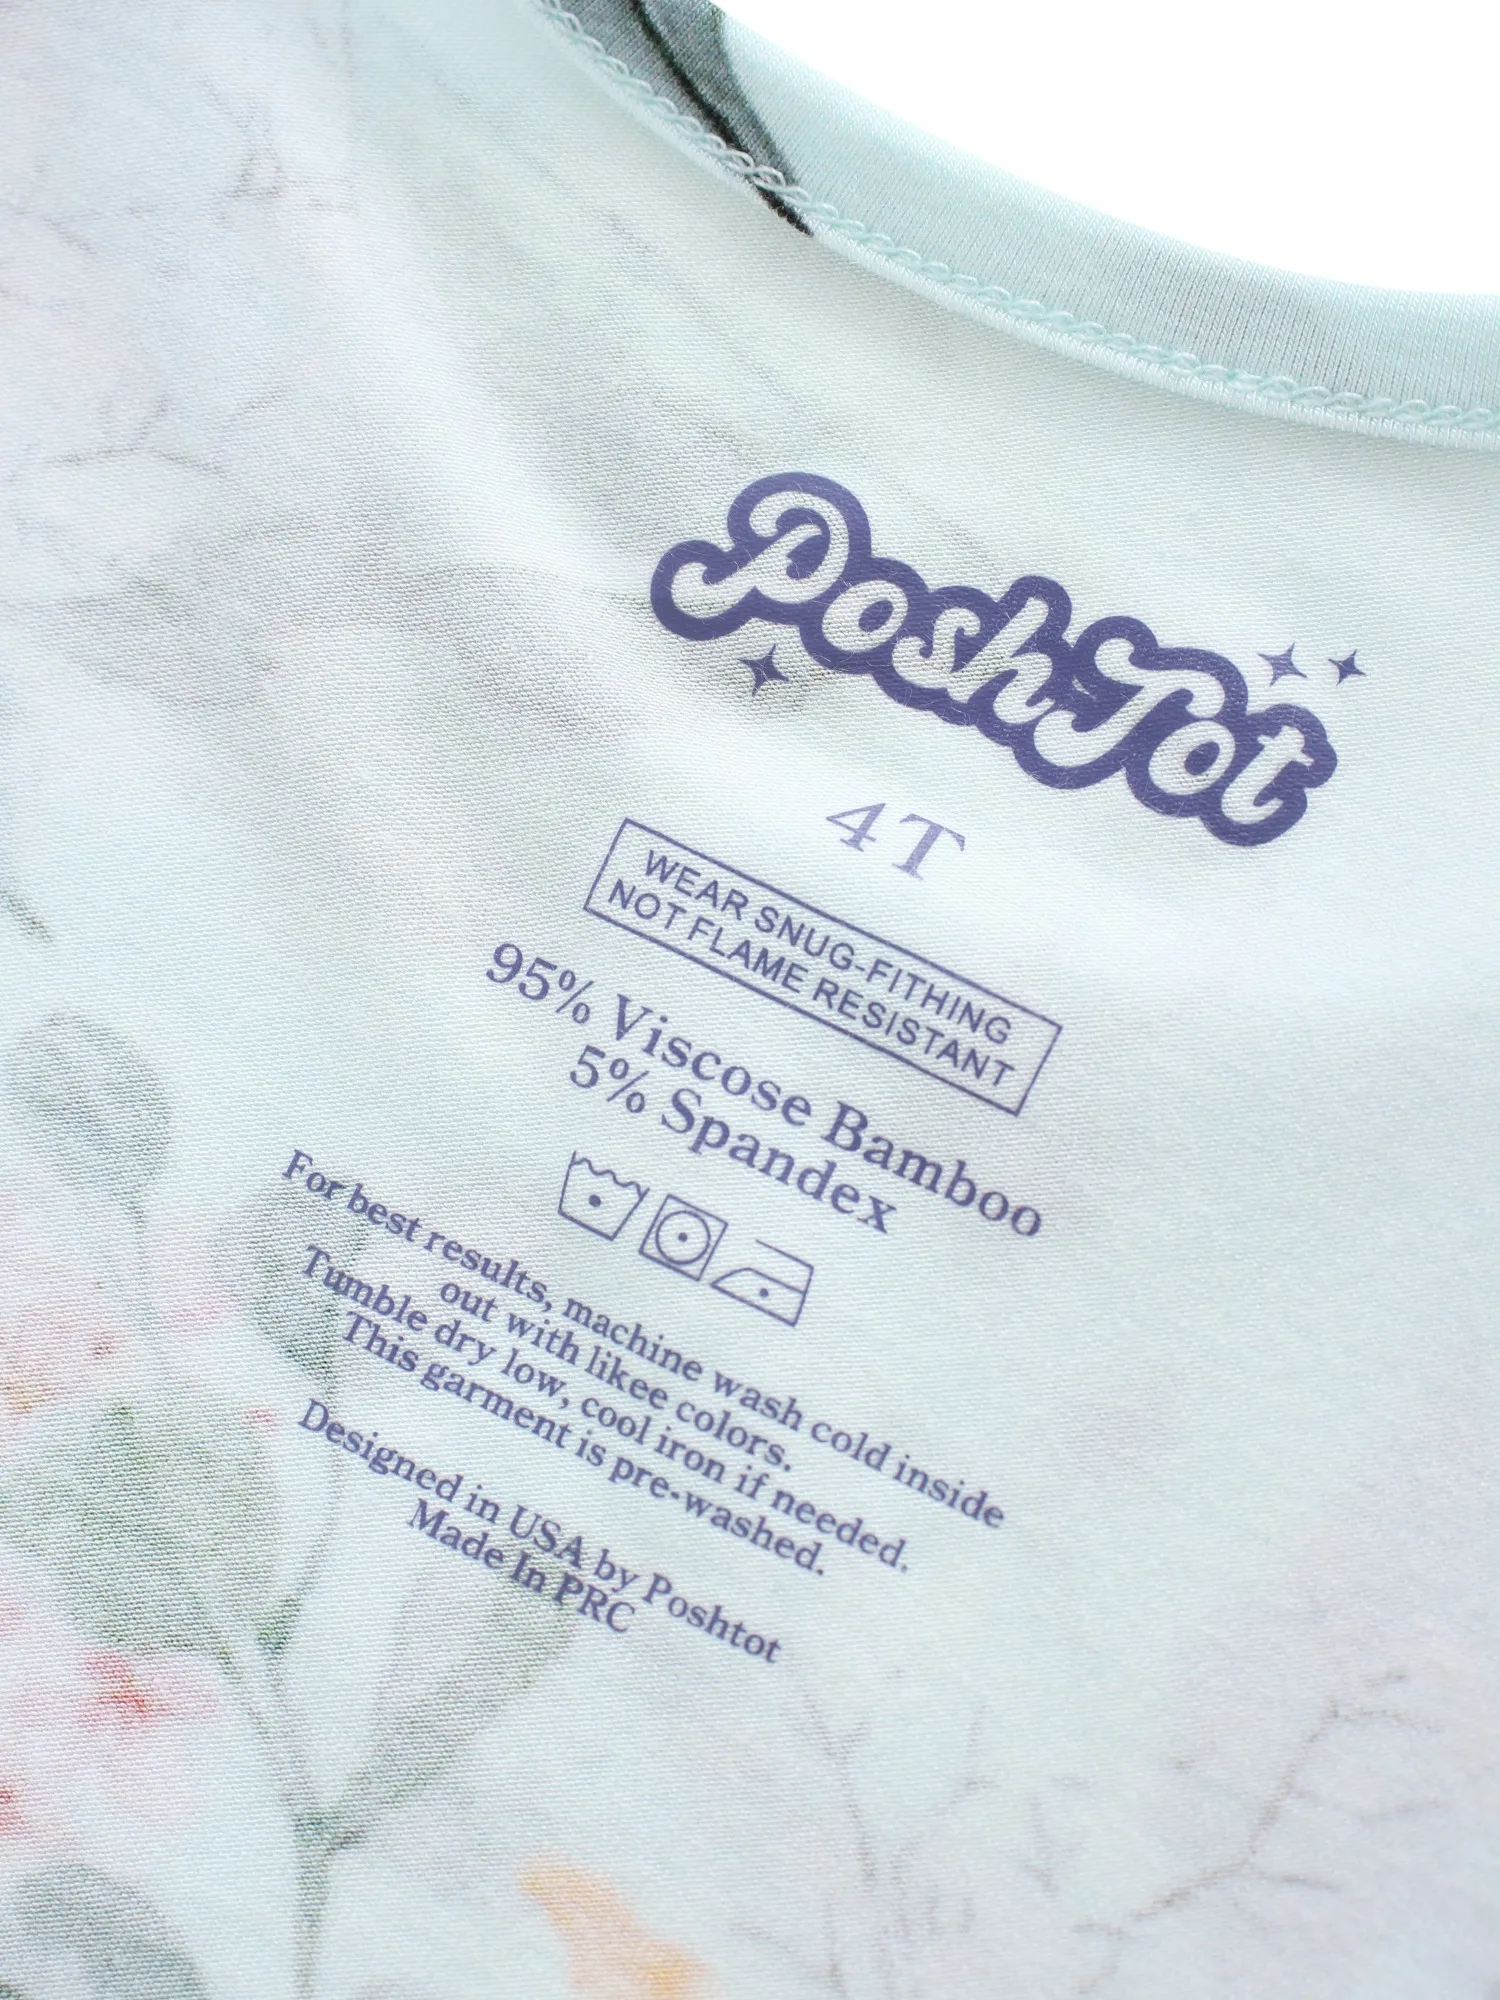 PoshTot
4T
WEAR SNUG-FITHING
NOT FLAME RESISTANT
95% Viscose Bamboo
5% Spandex
For best results, machine wash cold inside
out with likee colors.
Tumble dry low, cool iron if needed.
This garment is pre-washed.
Designed in USA by Poshtot
Made In PRC